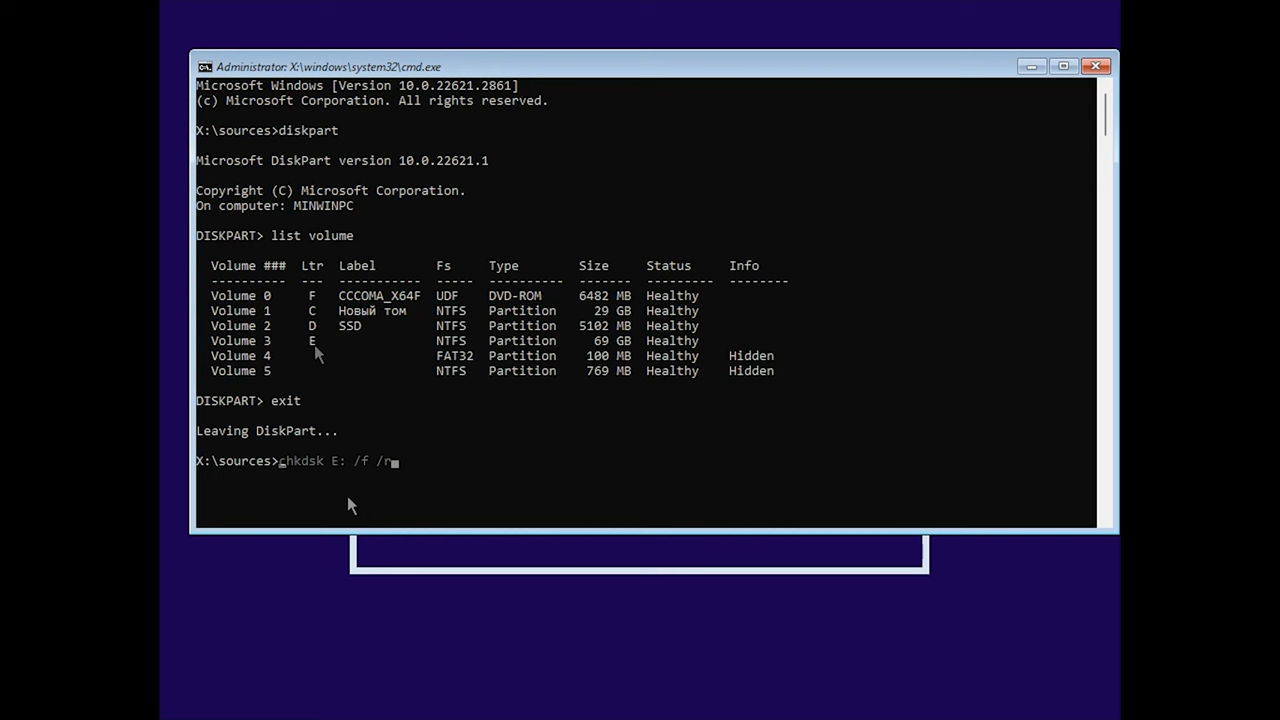 Administrator: X:\windows\system32\cmd.exe
Microsoft Windows [Version 10.0.22621.2861]
(c) Microsoft Corporation. All rights reserved.
X:\sources>diskpart
Microsoft DiskPart version 10.0.22621.1
Copyright (C) Microsoft Corporation.
On computer: MINWINPC
DISKPART> list volume
Volume ### Ltr Label Fs Type Size Status Info
---------- --- ----------- ----- ---------- ------- --------- --------
Volume 0 F CCCOMA_X64F UDF DVD-ROM 6482 MB Healthy
Volume 1 C Новый том NTFS Partition 29 GB Healthy
Volume 2 D SSD NTFS Partition 5102 MB Healthy
Volume 3 E NTFS Partition 69 GB Healthy
Volume 4 FAT32 Partition 100 MB Healthy Hidden
Volume 5 NTFS Partition 769 MB Healthy Hidden
DISKPART> exit
Leaving DiskPart...
X:\sources>chkdsk E: /f /r